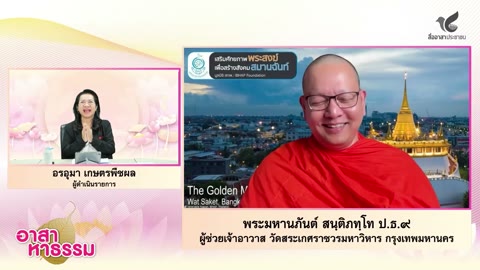 สื่ออาสาประชาชน
เสริมศักยภาพ พระสงฆ์
เพื่อสร้างสังคม สมานฉันท์
The Golden M
Wat Saket, Bangk
อรอุมา เกษตรพืชผล
ผู้ดำเนินรายการ
อาสา
หาธรรม
พระมหานภันต์ สนฺติภทฺโท ป.ธ.๙
ผู้ช่วยเจ้าอาวาส วัดสระเกศราชวรมหาวิหาร กรุงเทพมหานคร